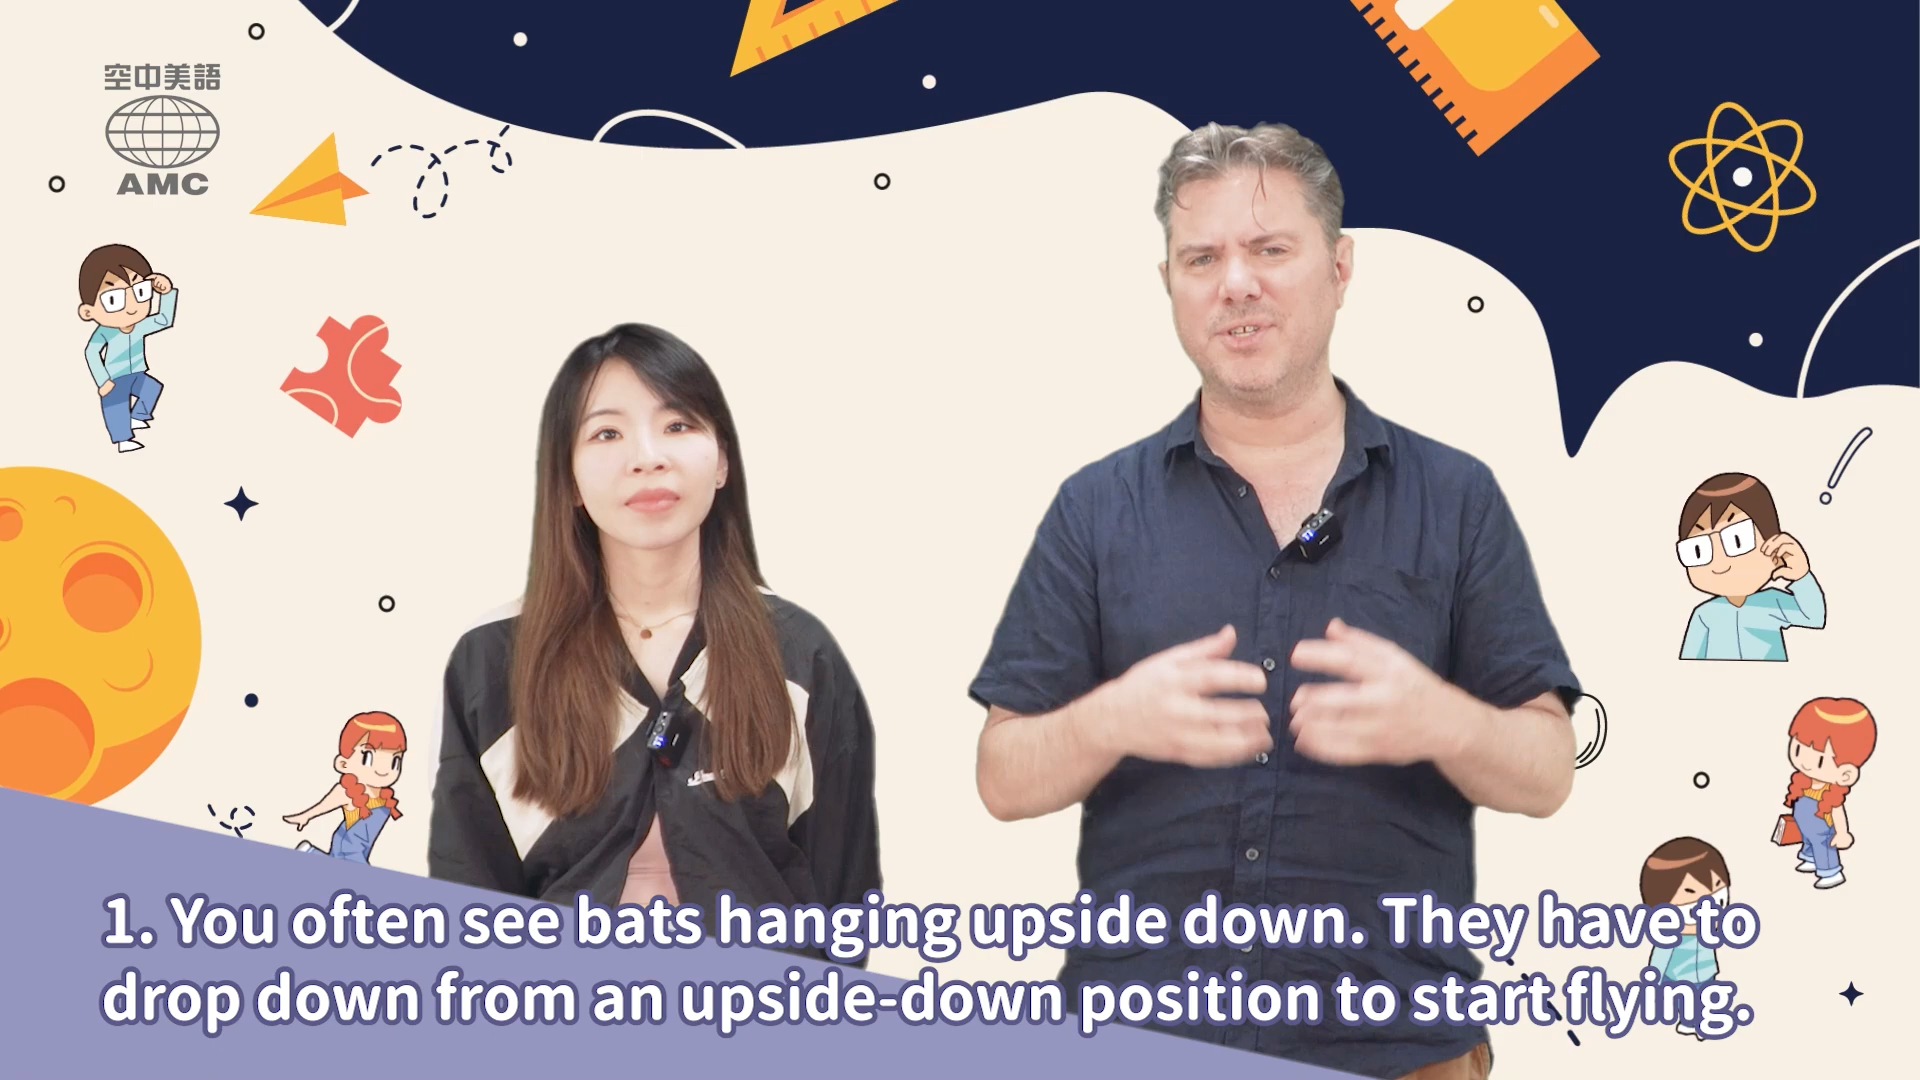 空中美語
AMC
1. You often see bats hanging upside down. They have to
drop down from an upside-down position to start flying.